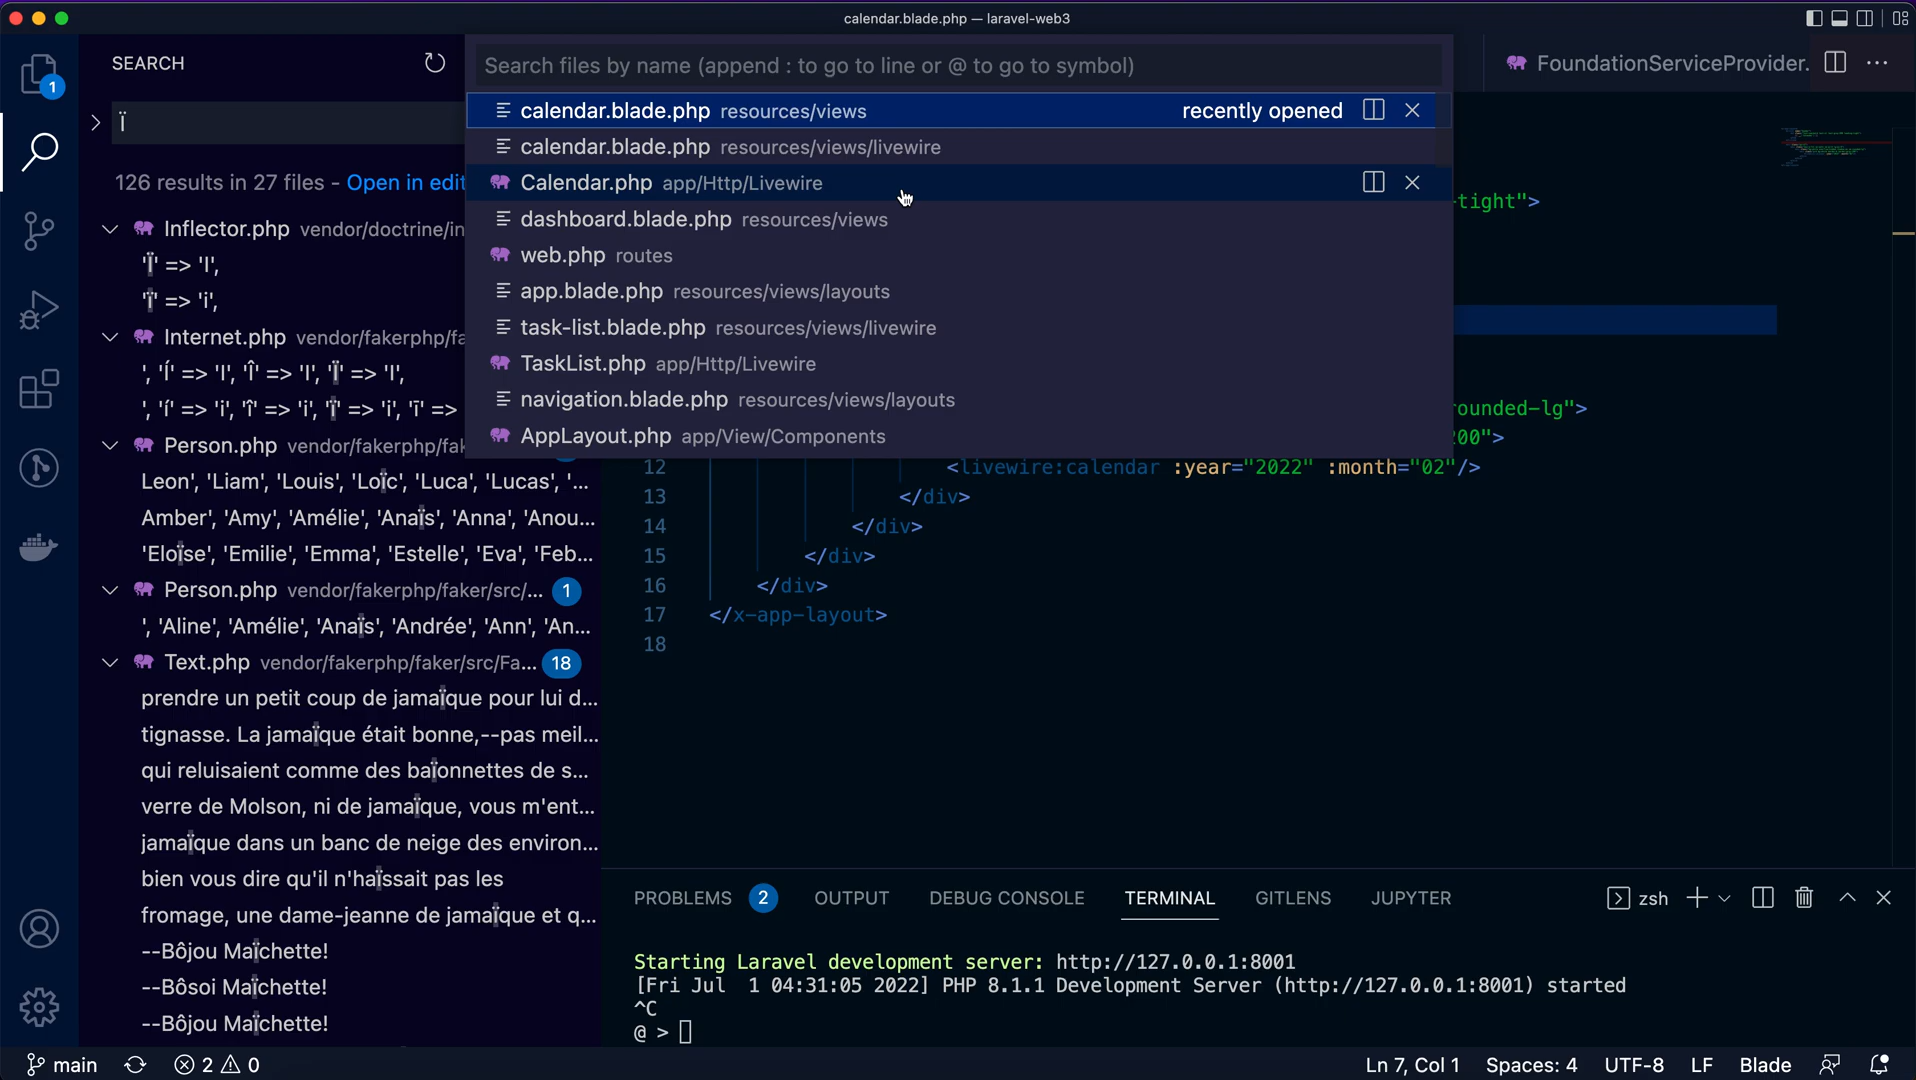 calendar.blade.php — laravel-web3
SEARCH
Ï
126 results in 27 files - Open in edit
Inflector.php vendor/doctrine/in
'Ï' => 'I',
'ï' => 'i',
Internet.php vendor/fakerphp/fa
', 'Í' => 'I', 'Î' => 'I', 'Ï' => 'I',
', 'í' => 'i', 'î' => 'i', 'ï' => 'i', 'ī' =>
Person.php vendor/fakerphp/fak
Leon', 'Liam', 'Louis', 'Loïc', 'Luca', 'Lucas', '...
Amber', 'Amy', 'Amélie', 'Anaïs', 'Anna', 'Anou...
'Eloïse', 'Emilie', 'Emma', 'Estelle', 'Eva', 'Feb...
Person.php vendor/fakerphp/faker/src/... 1
', 'Aline', 'Amélie', 'Anaïs', 'Andrée', 'Ann', 'An...
Text.php vendor/fakerphp/faker/src/Fa... 18
prendre un petit coup de jamaïque pour lui d...
tignasse. La jamaïque était bonne,--pas meil...
qui reluisaient comme des baïonnettes de s...
verre de Molson, ni de jamaïque, vous m'ent...
jamaïque dans un banc de neige des environ...
bien vous dire qu'il n'haïssait pas les
fromage, une dame-jeanne de jamaïque et q...
--Bôjou Maïchette!
--Bôsoi Maïchette!
--Bôjou Maïchette!
Search files by name (append : to go to line or @ to go to symbol)
calendar.blade.php resources/views recently opened
calendar.blade.php resources/views/livewire
Calendar.php app/Http/Livewire
dashboard.blade.php resources/views
web.php routes
app.blade.php resources/views/layouts
task-list.blade.php resources/views/livewire
TaskList.php app/Http/Livewire
navigation.blade.php resources/views/layouts
AppLayout.php app/View/Components
FoundationServiceProvider.
1
tight">
ounded-lg">
00">
12 <livewire:calendar :year="2022" :month="02"/>
13 </div>
14 </div>
15 </div>
16 </div>
17 </x-app-layout>
18
PROBLEMS 2 OUTPUT DEBUG CONSOLE TERMINAL GITLENS JUPYTER zsh
Starting Laravel development server: http://127.0.0.1:8001
[Fri Jul  1 04:31:05 2022] PHP 8.1.1 Development Server (http://127.0.0.1:8001) started
^C
@ >
main 2 0 Ln 7, Col 1 Spaces: 4 UTF-8 LF Blade